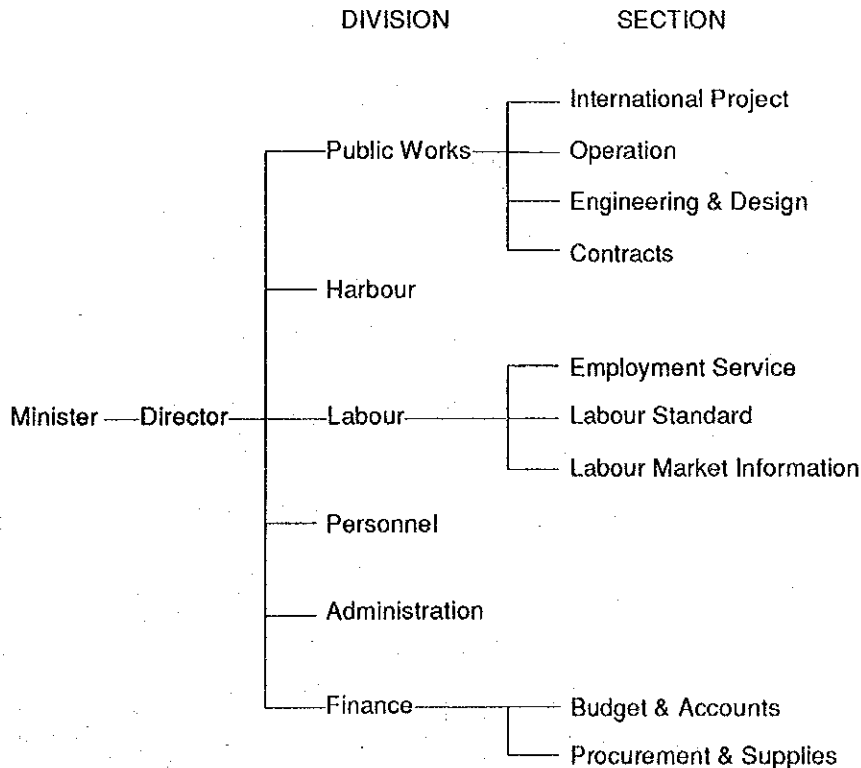 DIVISION SECTION
International Project
Public Works Operation
Engineering & Design
Contracts
Harbour
Employment Service
Minister Director Labour Labour Standard
Labour Market Information
Personnel
Administration
Finance Budget & Accounts
Procurement & Supplies